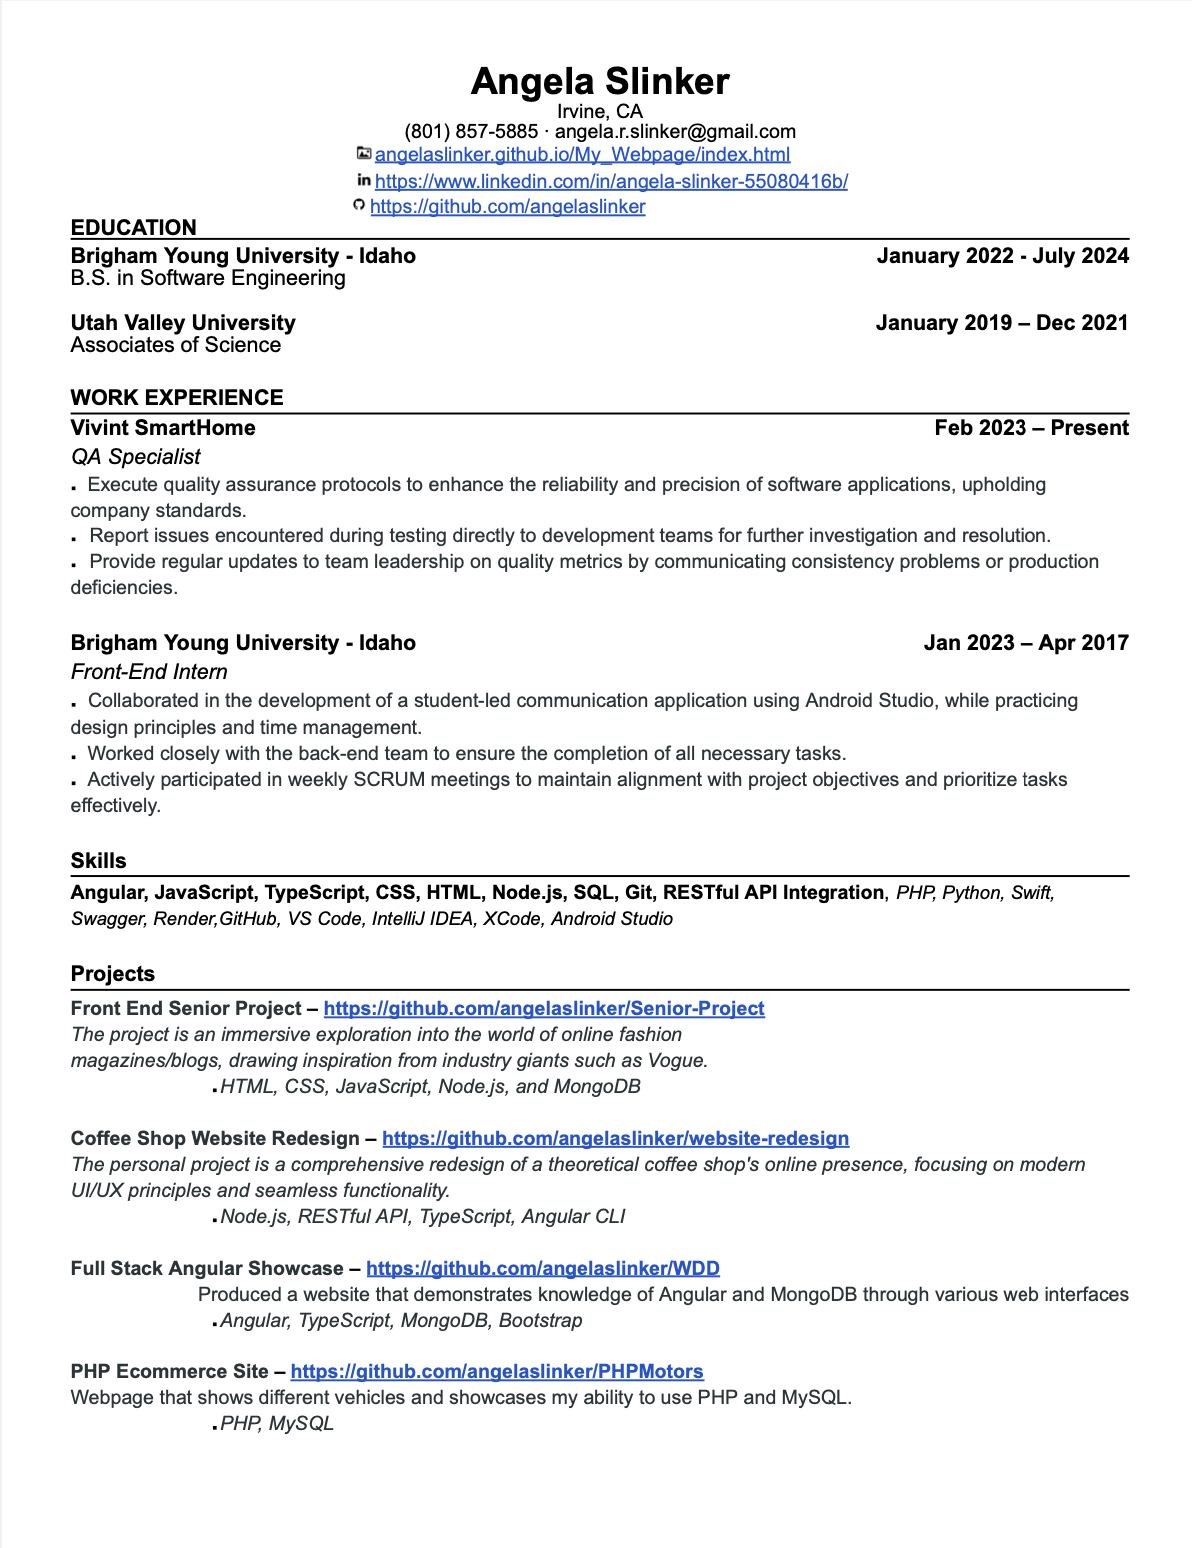 Angela Slinker
Irvine, CA
(801) 857-5885 · angela.r.slinker@gmail.com
angelaslinker.github.io/My_Webpage/index.html
in https://www.linkedin.com/in/angela-slinker-55080416b/
https://github.com/angelaslinker
EDUCATION
Brigham Young University - Idaho January 2022 - July 2024
B.S. in Software Engineering
Utah Valley University January 2019 – Dec 2021
Associates of Science
WORK EXPERIENCE
Vivint SmartHome Feb 2023 – Present
QA Specialist
▪ Execute quality assurance protocols to enhance the reliability and precision of software applications, upholding
company standards.
▪ Report issues encountered during testing directly to development teams for further investigation and resolution.
▪ Provide regular updates to team leadership on quality metrics by communicating consistency problems or production
deficiencies.
Brigham Young University - Idaho Jan 2023 – Apr 2017
Front-End Intern
▪ Collaborated in the development of a student-led communication application using Android Studio, while practicing
design principles and time management.
▪ Worked closely with the back-end team to ensure the completion of all necessary tasks.
▪ Actively participated in weekly SCRUM meetings to maintain alignment with project objectives and prioritize tasks
effectively.
Skills
Angular, JavaScript, TypeScript, CSS, HTML, Node.js, SQL, Git, RESTful API Integration, PHP, Python, Swift,
Swagger, Render,GitHub, VS Code, IntelliJ IDEA, XCode, Android Studio
Projects
Front End Senior Project – https://github.com/angelaslinker/Senior-Project
The project is an immersive exploration into the world of online fashion
magazines/blogs, drawing inspiration from industry giants such as Vogue.
▪HTML, CSS, JavaScript, Node.js, and MongoDB
Coffee Shop Website Redesign – https://github.com/angelaslinker/website-redesign
The personal project is a comprehensive redesign of a theoretical coffee shop's online presence, focusing on modern
UI/UX principles and seamless functionality.
▪Node.js, RESTful API, TypeScript, Angular CLI
Full Stack Angular Showcase – https://github.com/angelaslinker/WDD
Produced a website that demonstrates knowledge of Angular and MongoDB through various web interfaces
▪Angular, TypeScript, MongoDB, Bootstrap
PHP Ecommerce Site – https://github.com/angelaslinker/PHPMotors
Webpage that shows different vehicles and showcases my ability to use PHP and MySQL.
▪PHP, MySQL